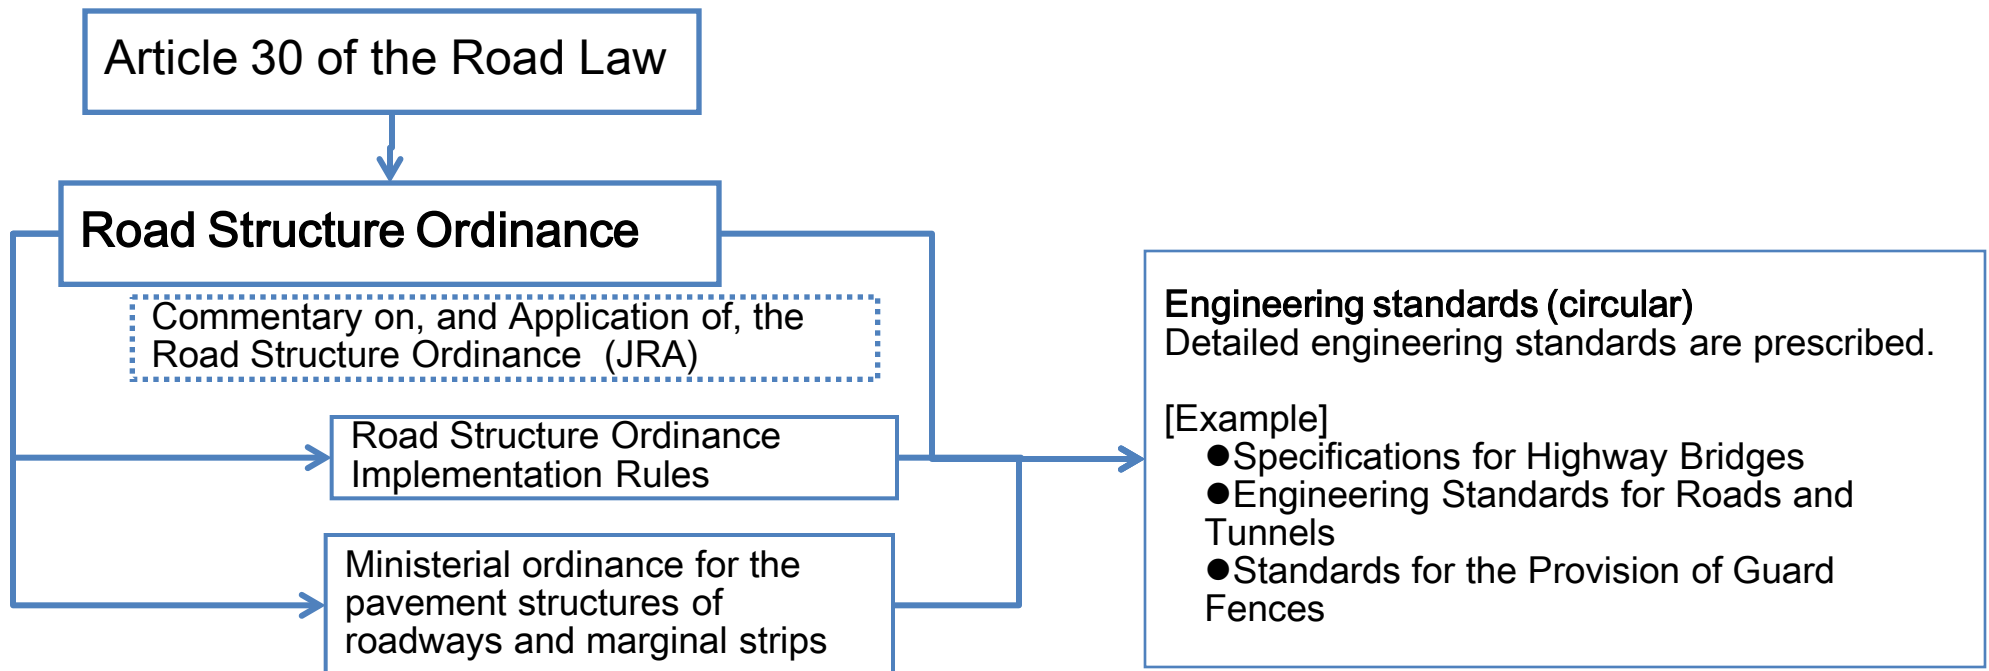 Article 30 of the Road Law
Road Structure Ordinance
Commentary on, and Application of, the
Road Structure Ordinance (JRA)
Road Structure Ordinance
Implementation Rules
Ministerial ordinance for the
pavement structures of
roadways and marginal strips
Engineering standards (circular)
Detailed engineering standards are prescribed.
[Example]
●Specifications for Highway Bridges
●Engineering Standards for Roads and
Tunnels
●Standards for the Provision of Guard
Fences